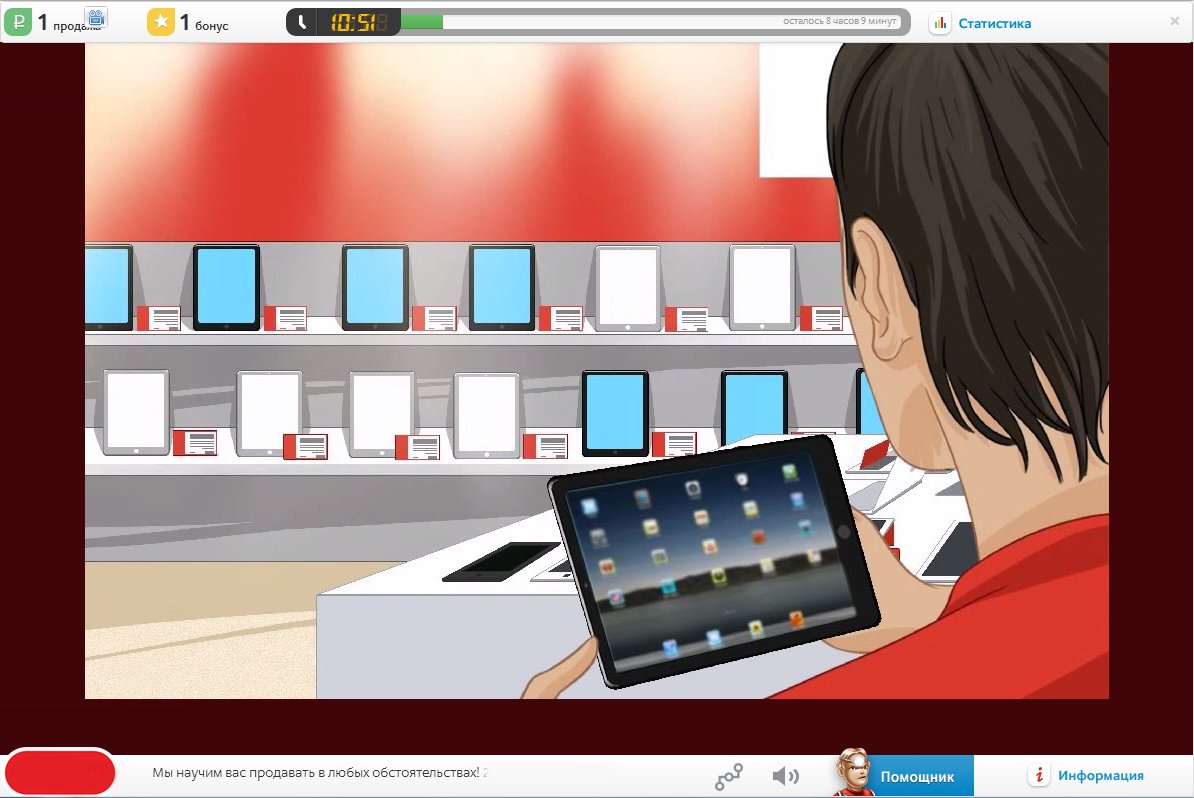 1 продажа
1 бонус
10:51
осталось 8 часов 9 минут
Статистика
Мы научим вас продавать в любых обстоятельствах!
Помощник
Информация